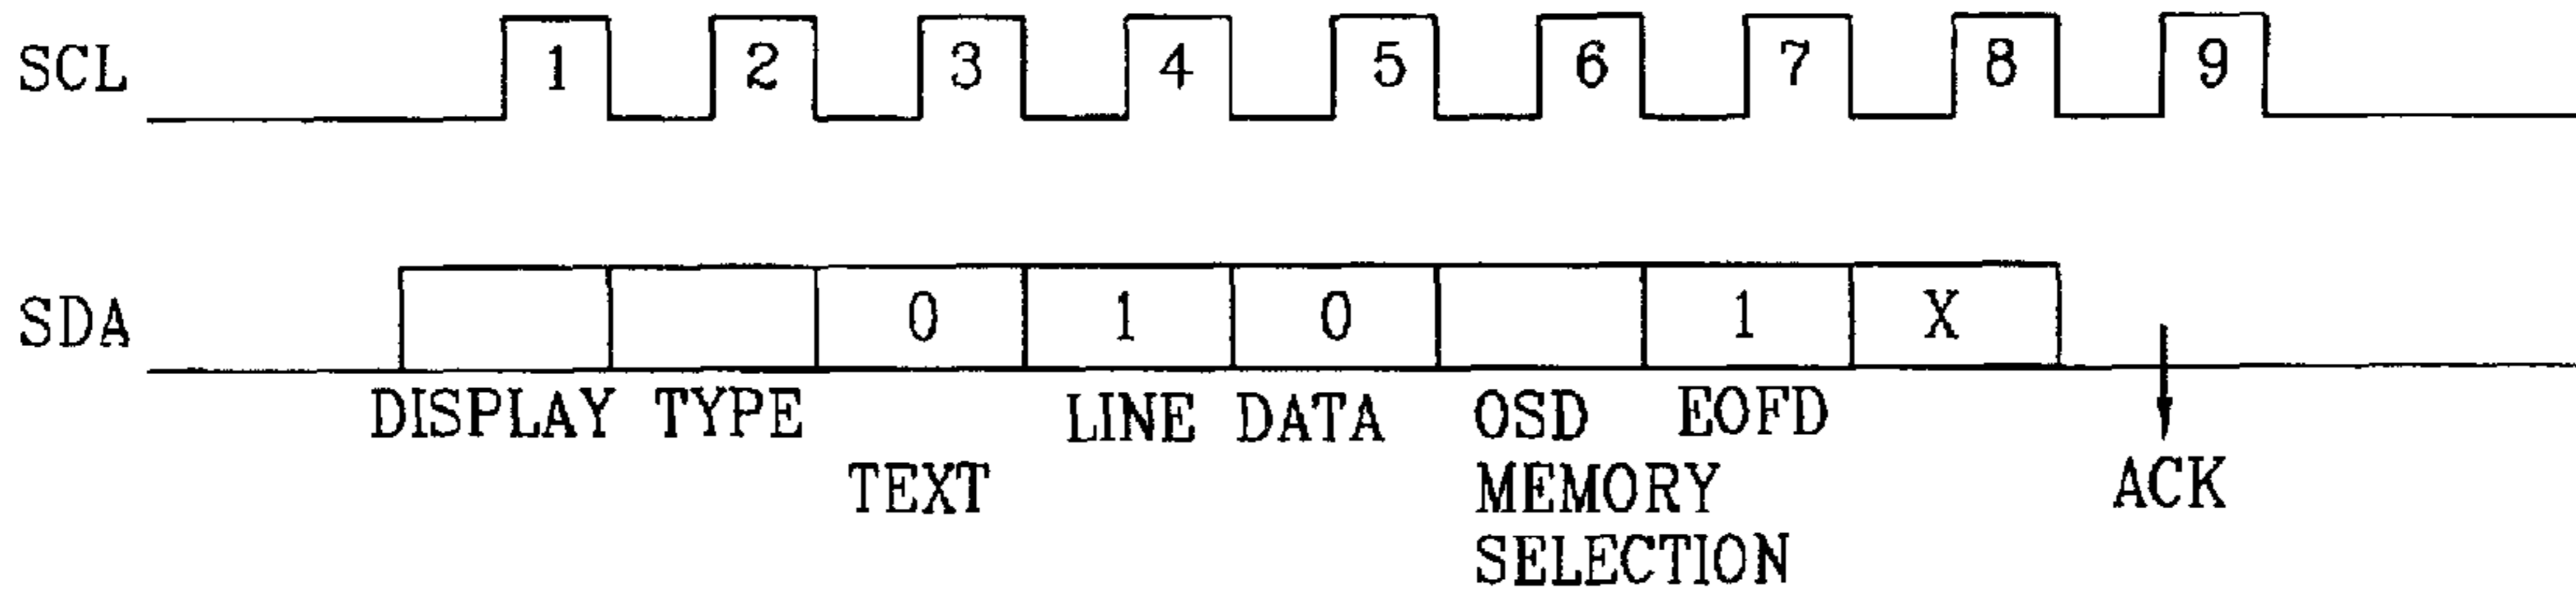 SCL 1 2 3 4 5 6 7 8 9
SDA 0 1 0 1 X
DISPLAY TYPE LINE DATA OSD EOFD
TEXT MEMORY ACK
SELECTION